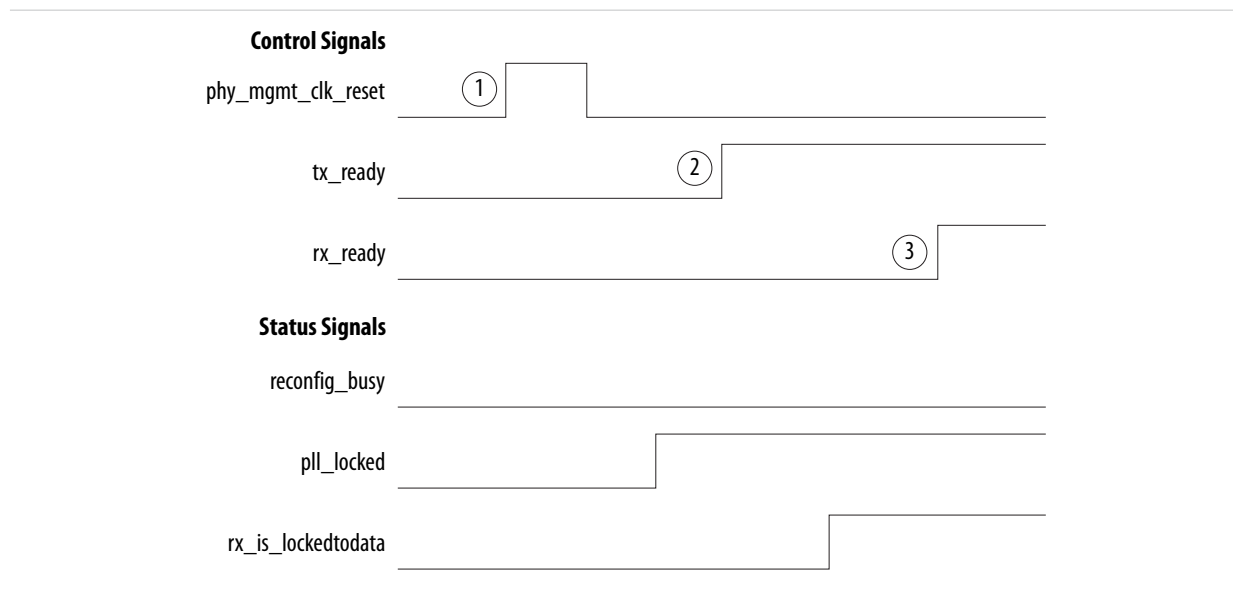 Control Signals
phy_mgmt_clk_reset
1
tx_ready
2
rx_ready
3
Status Signals
reconfig_busy
pll_locked
rx_is_lockedtodata